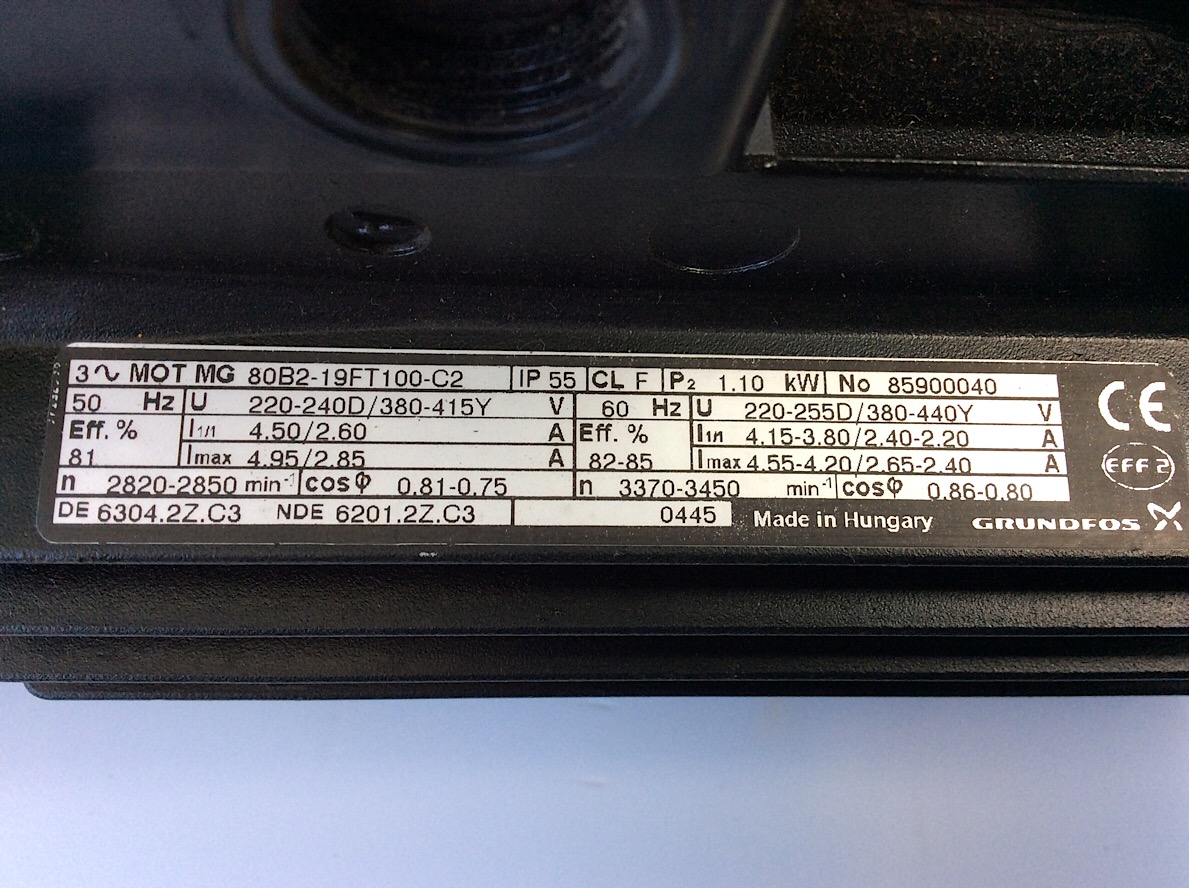 3∿ MOT MG 80B2-19FT100-C2 IP 55 CL F P₂ 1.10 kW No 85900040 CE
50 Hz U 220-240D/380-415Y V 60 Hz U 220-255D/380-440Y V
Eff. % I₁/₁ 4.50/2.60 A Eff. % I₁/₁ 4.15-3.80/2.40-2.20 A
81 Imax 4.95/2.85 A 82-85 Imax 4.55-4.20/2.65-2.40 A EFF 2
n 2820-2850 min⁻¹ cosφ 0.81-0.75 n 3370-3450 min⁻¹ cosφ 0.86-0.80
DE 6304.2Z.C3 NDE 6201.2Z.C3 0445 Made in Hungary GRUNDFOS